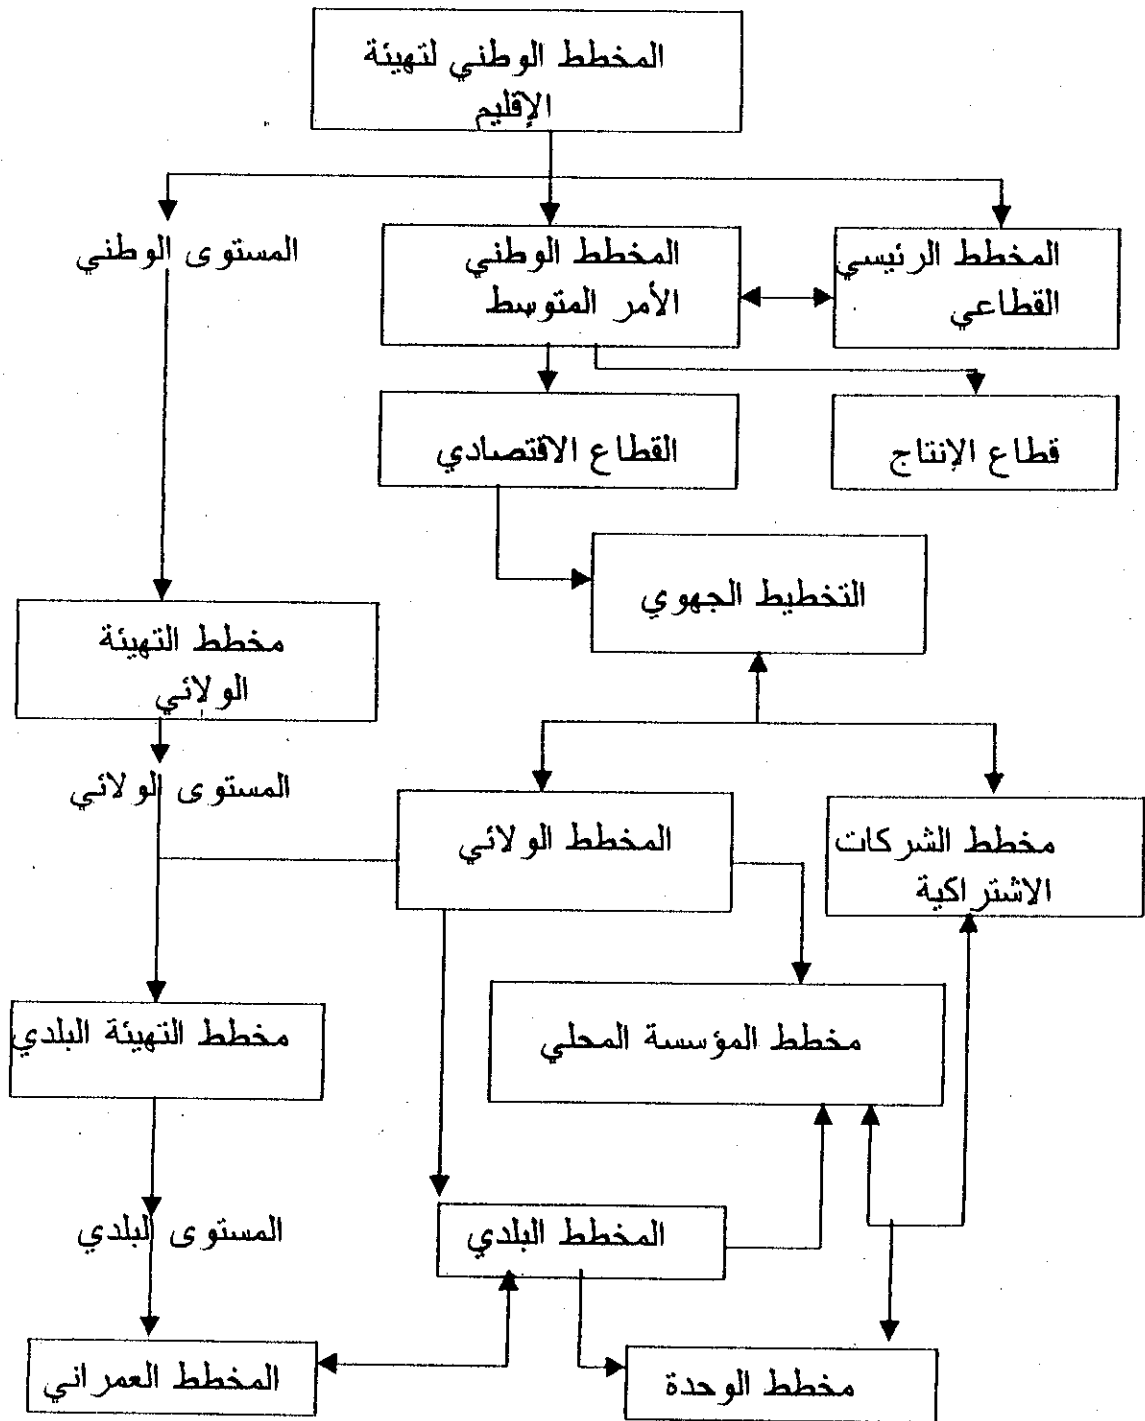 المخطط الوطني لتهيئة
الإقليم
المستوى الوطني
المخطط الرئيسي
القطاعي
المخطط الوطني
الأمر المتوسط
قطاع الإنتاج
القطاع الاقتصادي
التخطيط الجهوي
مخطط التهيئة
الولائي
المستوى الولائي
مخطط الشركات
الاشتراكية
المخطط الولائي
مخطط المؤسسة المحلي
مخطط التهيئة البلدي
المخطط البلدي
المستوى البلدي
مخطط الوحدة
المخطط العمراني